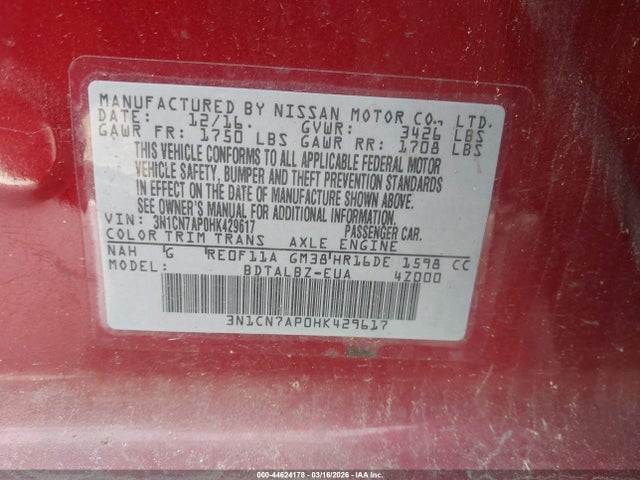 MANUFACTURED BY NISSAN MOTOR CO., LTD.
DATE: 12/16. GVWR: 3426 LBS
GAWR FR: 1750 LBS GAWR RR: 1708 LBS
THIS VEHICLE CONFORMS TO ALL APPLICABLE FEDERAL MOTOR
VEHICLE SAFETY, BUMPER AND THEFT PREVENTION STANDARDS
IN EFFECT ON THE DATE OF MANUFACTURE SHOWN ABOVE.
SEE OWNER'S MANUAL FOR ADDITIONAL INFORMATION.
VIN: 3N1CN7AP0HK429617 PASSENGER CAR.
COLOR TRIM TRANS AXLE ENGINE
NAH G RE0F11A GM38 HR16DE 1598 CC
MODEL: BDTALBZ-EUA 4Z000
3N1CN7AP0HK429617
000-44624178 - 03/16/2026 - IAAI, Inc.